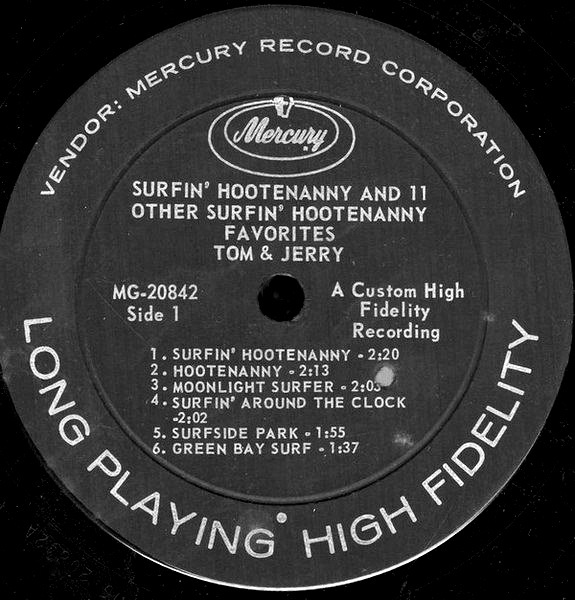 VENDOR: MERCURY RECORD CORPORATION
Mercury
SURFIN' HOOTENANNY AND 11
OTHER SURFIN' HOOTENANNY
FAVORITES
TOM & JERRY
MG-20842
Side 1
A Custom High
Fidelity
Recording
1. SURFIN' HOOTENANNY - 2:20
2. HOOTENANNY - 2:13
3. MOONLIGHT SURFER - 2:03
4. SURFIN' AROUND THE CLOCK
-2:02
5. SURFSIDE PARK - 1:55
6. GREEN BAY SURF - 1:37
LONG PLAYING HIGH FIDELITY